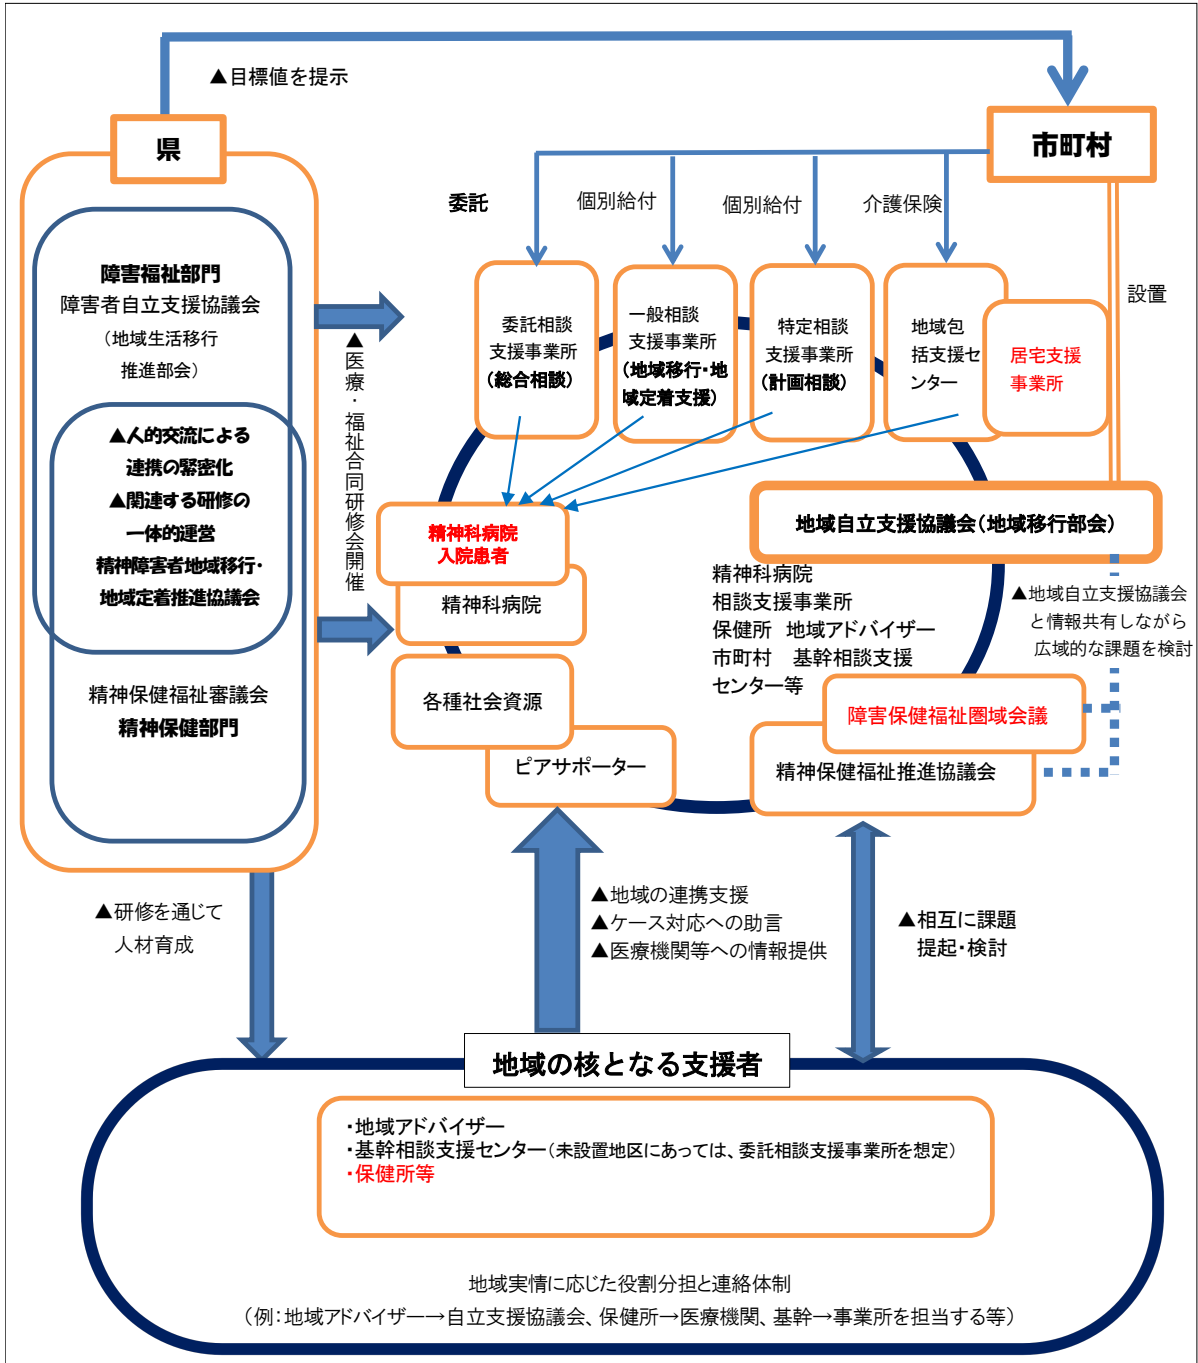 ▲目標値を提示
県
市町村
委託
個別給付
個別給付
介護保険
設置
障害福祉部門
障害者自立支援協議会
（地域生活移行
推進部会）
▲人的交流による
連携の緊密化
▲関連する研修の
一体的運営
精神障害者地域移行・
地域定着推進協議会
精神保健福祉審議会
精神保健部門
▲医療・福祉合同研修会開催
委託相談
支援事業所
（総合相談）
一般相談
支援事業所
（地域移行・地
域定着支援）
特定相談
支援事業所
（計画相談）
地域包
括支援セ
ンター
居宅支援
事業所
精神科病院
入院患者
精神科病院
各種社会資源
ピアサポーター
地域自立支援協議会（地域移行部会）
精神科病院
相談支援事業所
保健所　地域アドバイザー
市町村　基幹相談支援
センター等
▲地域自立支援協議会
と情報共有しながら
広域的な課題を検討
障害保健福祉圏域会議
精神保健福祉推進協議会
▲研修を通じて
人材育成
▲地域の連携支援
▲ケース対応への助言
▲医療機関等への情報提供
▲相互に課題
提起・検討
地域の核となる支援者
・地域アドバイザー
・基幹相談支援センター（未設置地区にあっては、委託相談支援事業所を想定）
・保健所等
地域実情に応じた役割分担と連絡体制
（例：地域アドバイザー→自立支援協議会、保健所→医療機関、基幹→事業所を担当する等）